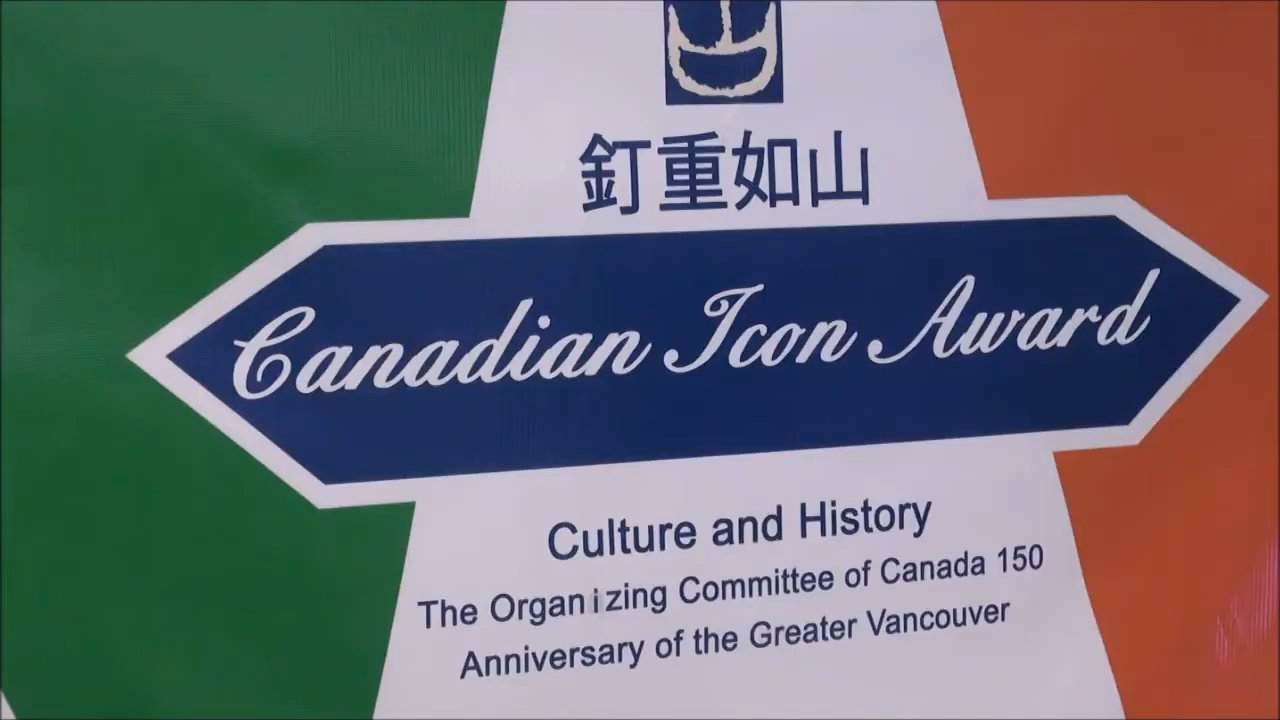 釘重如山
Canadian Icon Award
Culture and History
The Organizing Committee of Canada 150
Anniversary of the Greater Vancouver